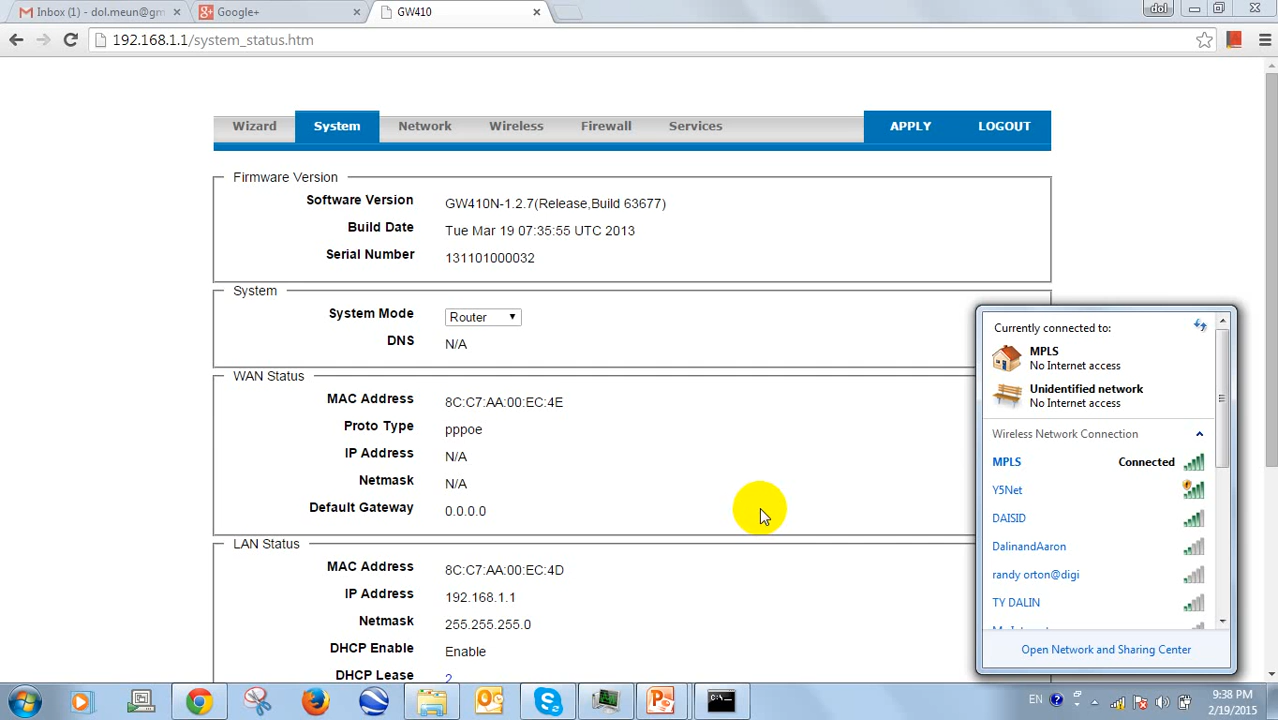 Inbox (1) - dol.meun@gm
Google+
GW410
dol
192.168.1.1/system_status.htm
Wizard
System
Network
Wireless
Firewall
Services
APPLY
LOGOUT
Firmware Version
Software Version GW410N-1.2.7(Release,Build 63677)
Build Date Tue Mar 19 07:35:55 UTC 2013
Serial Number 131101000032
System
System Mode Router
DNS N/A
WAN Status
MAC Address 8C:C7:AA:00:EC:4E
Proto Type pppoe
IP Address N/A
Netmask N/A
Default Gateway 0.0.0.0
LAN Status
MAC Address 8C:C7:AA:00:EC:4D
IP Address 192.168.1.1
Netmask 255.255.255.0
DHCP Enable Enable
DHCP Lease 2
Currently connected to:
MPLS
No Internet access
Unidentified network
No Internet access
Wireless Network Connection
MPLS Connected
Y5Net
DAISID
DalinandAaron
randy orton@digi
TY DALIN
Open Network and Sharing Center
EN
9:38 PM
2/19/2015